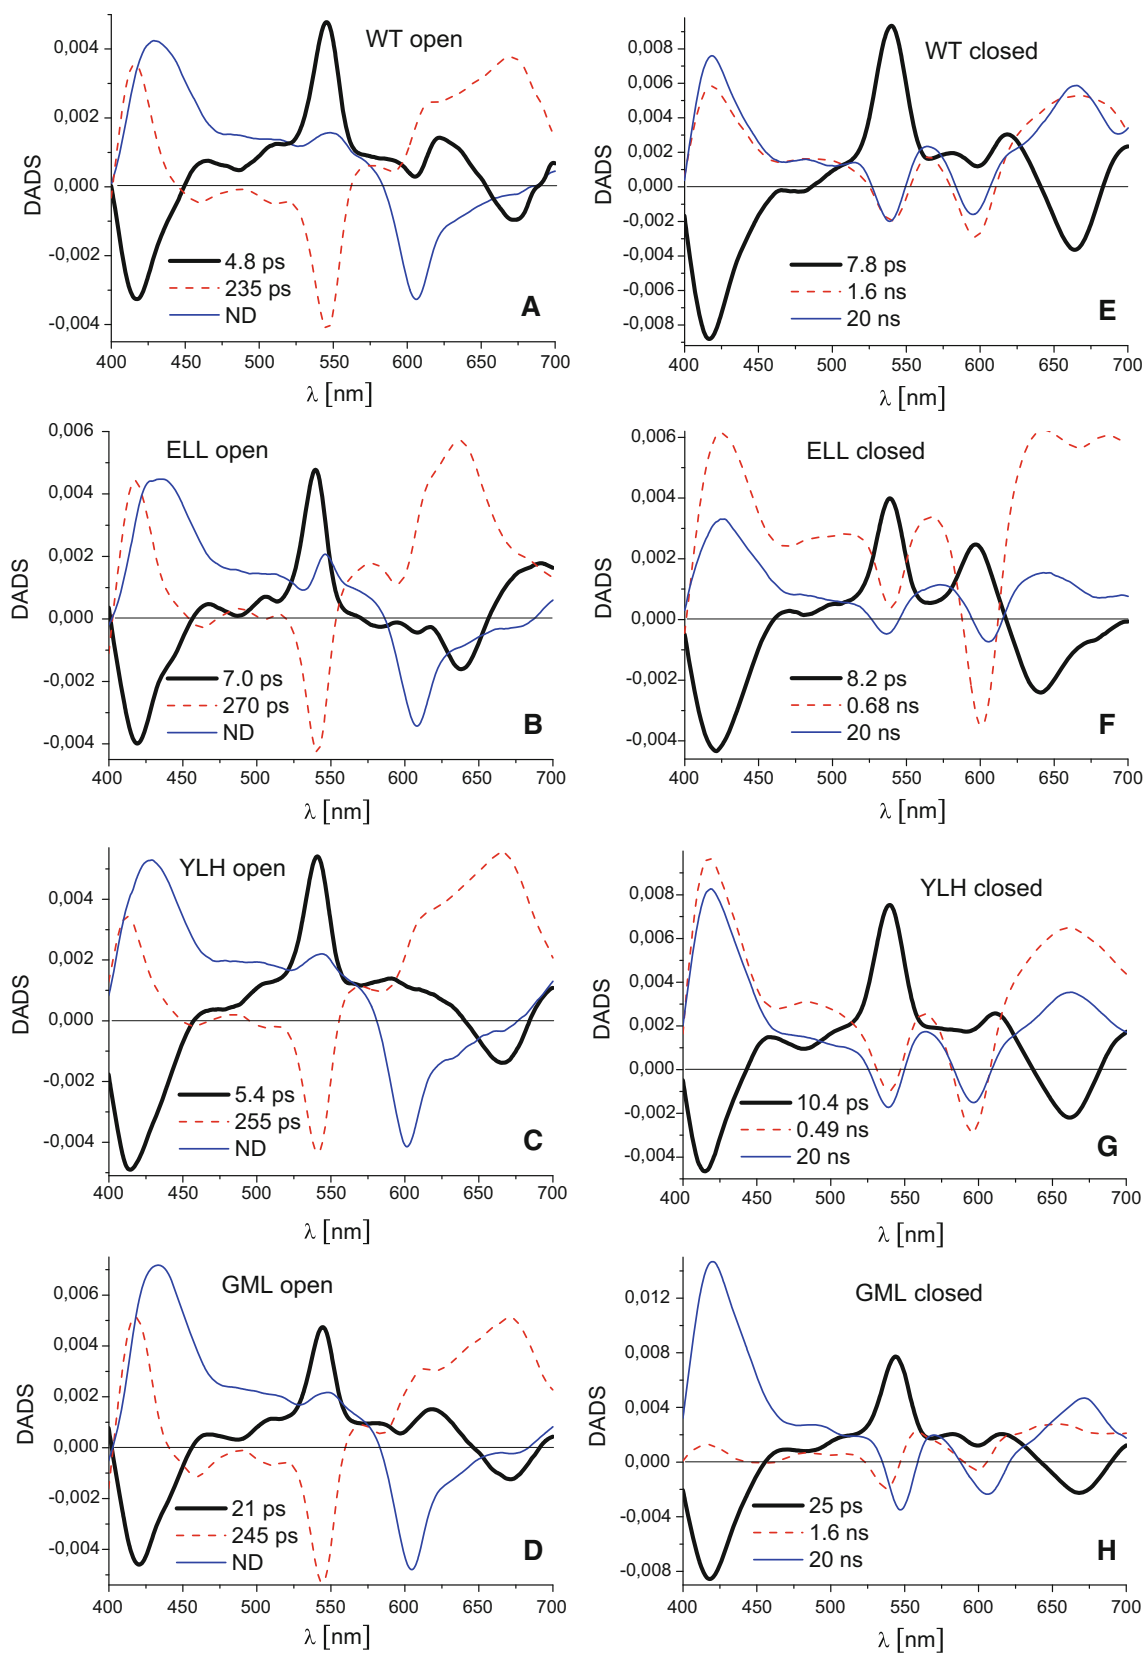 0,004
0,002
0,000
-0,002
-0,004
DADS
WT open
4.8 ps
235 ps
ND
A
400 450 500 550 600 650 700
λ [nm]
0,008
0,006
0,004
0,002
0,000
-0,002
-0,004
-0,006
-0,008
DADS
WT closed
7.8 ps
1.6 ns
20 ns
E
400 450 500 550 600 650 700
λ [nm]
0,006
0,004
0,002
0,000
-0,002
-0,004
DADS
ELL open
7.0 ps
270 ps
ND
B
400 450 500 550 600 650 700
λ [nm]
0,006
0,004
0,002
0,000
-0,002
-0,004
DADS
ELL closed
8.2 ps
0.68 ns
20 ns
F
400 450 500 550 600 650 700
λ [nm]
0,004
0,002
0,000
-0,002
-0,004
DADS
YLH open
5.4 ps
255 ps
ND
C
400 450 500 550 600 650 700
λ [nm]
0,008
0,006
0,004
0,002
0,000
-0,002
-0,004
DADS
YLH closed
10.4 ps
0.49 ns
20 ns
G
400 450 500 550 600 650 700
λ [nm]
0,006
0,004
0,002
0,000
-0,002
-0,004
DADS
GML open
21 ps
245 ps
ND
D
400 450 500 550 600 650 700
λ [nm]
0,012
0,008
0,004
0,000
-0,004
-0,008
DADS
GML closed
25 ps
1.6 ns
20 ns
H
400 450 500 550 600 650 700
λ [nm]